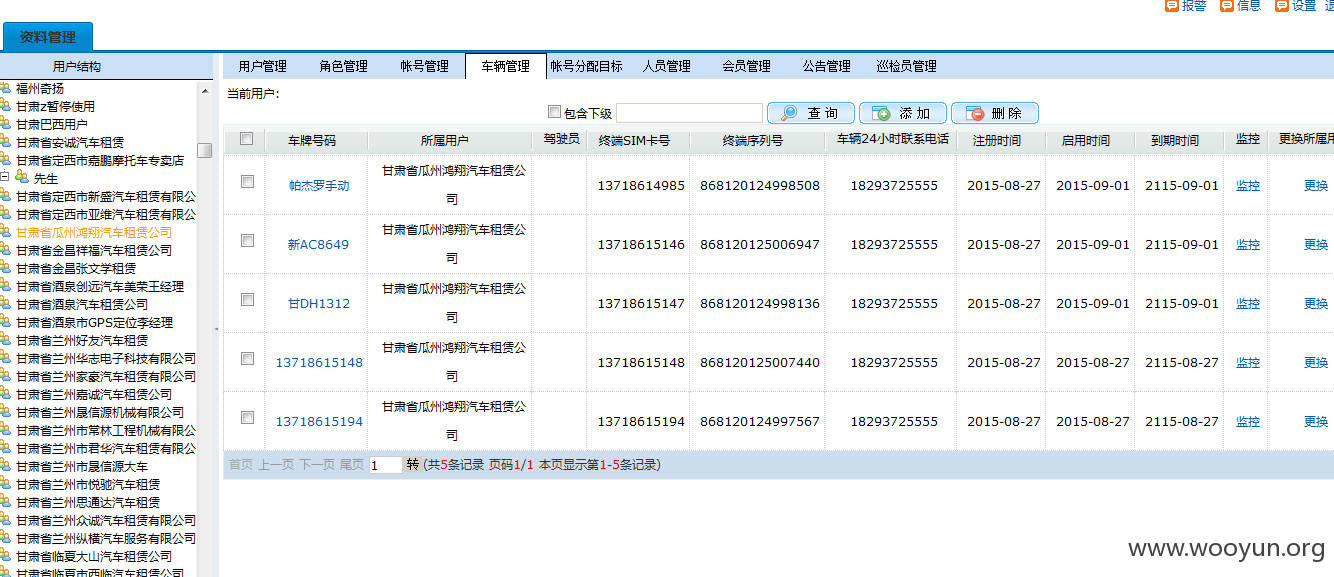 报警 信息 设置 退
资料管理
用户结构
用户管理 角色管理 帐号管理 车辆管理 帐号分配目标 人员管理 会员管理 公告管理 巡检员管理
福州奇扬
甘肃z暂停使用
甘肃巴西用户
甘肃省安诚汽车租赁
甘肃省定西市嘉鹏摩托车专卖店
先生
甘肃省定西市新盛汽车租赁有限公
甘肃省定西市亚维汽车租赁有限公
甘肃省瓜州鸿翔汽车租赁公司
甘肃省金昌祥福汽车租赁公司
甘肃省金昌张文学租赁
甘肃省酒泉创远汽车美荣王经理
甘肃省酒泉汽车租赁公司
甘肃省酒泉市GPS定位李经理
甘肃省兰州好友汽车租赁
甘肃省兰州华志电子科技有限公司
甘肃省兰州家豪汽车租赁有限公司
甘肃省兰州嘉诚汽车租赁公司
甘肃省兰州晟信源机械有限公司
甘肃省兰州市常林工程机械有限公
甘肃省兰州市君华汽车租赁有限公
甘肃省兰州市晟信源大车
甘肃省兰州市悦驰汽车租赁
甘肃省兰州思通达汽车租赁
甘肃省兰州众诚汽车租赁有限公司
甘肃省兰州纵横汽车服务有限公司
甘肃省临夏大山汽车租赁公司
甘肃省临夏市西临汽车租赁公司
当前用户:
包含下级 查 询 添 加 删 除
车牌号码 所属用户 驾驶员 终端SIM卡号 终端序列号 车辆24小时联系电话 注册时间 启用时间 到期时间 监控 更换所属用
帕杰罗手动 甘肃省瓜州鸿翔汽车租赁公司 13718614985 868120124998508 18293725555 2015-08-27 2015-09-01 2115-09-01 监控 更换
新AC8649 甘肃省瓜州鸿翔汽车租赁公司 13718615146 868120125006947 18293725555 2015-08-27 2015-09-01 2115-09-01 监控 更换
甘DH1312 甘肃省瓜州鸿翔汽车租赁公司 13718615147 868120124998136 18293725555 2015-08-27 2015-09-01 2115-09-01 监控 更换
13718615148 甘肃省瓜州鸿翔汽车租赁公司 13718615148 868120125007440 18293725555 2015-08-27 2015-08-27 2115-08-27 监控 更换
13718615194 甘肃省瓜州鸿翔汽车租赁公司 13718615194 868120124997567 18293725555 2015-08-27 2015-08-27 2115-08-27 监控 更换
首页 上一页 下一页 尾页 1 转 (共5条记录 页码1/1 本页显示第1-5条记录)
www.wooyun.org